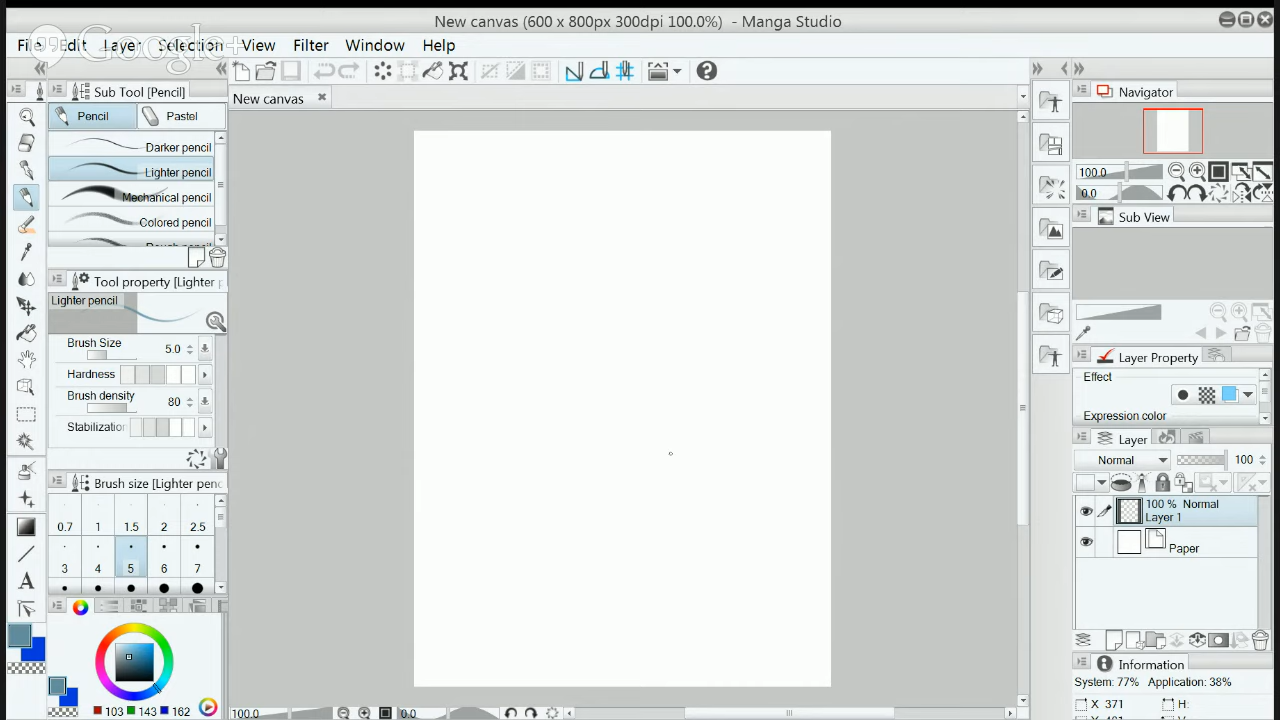 New canvas (600 x 800px 300dpi 100.0%) - Manga Studio
Google+
File Edit Layer Selection View Filter Window Help
Sub Tool [Pencil]
Pencil Pastel
Darker pencil
Lighter pencil
Mechanical pencil
Colored pencil
Tool property [Lighter p
Lighter pencil
Brush Size 5.0
Hardness
Brush density 80
Stabilization
Brush size [Lighter penc
0.7 1 1.5 2 2.5
3 4 5 6 7
103 143 162
New canvas
100.0 0.0
Navigator
100.0
0.0
Sub View
Layer Property
Effect
Expression color
Layer
Normal 100
100 % Normal
Layer 1
Paper
Information
System: 77% Application: 38%
X 371 H: